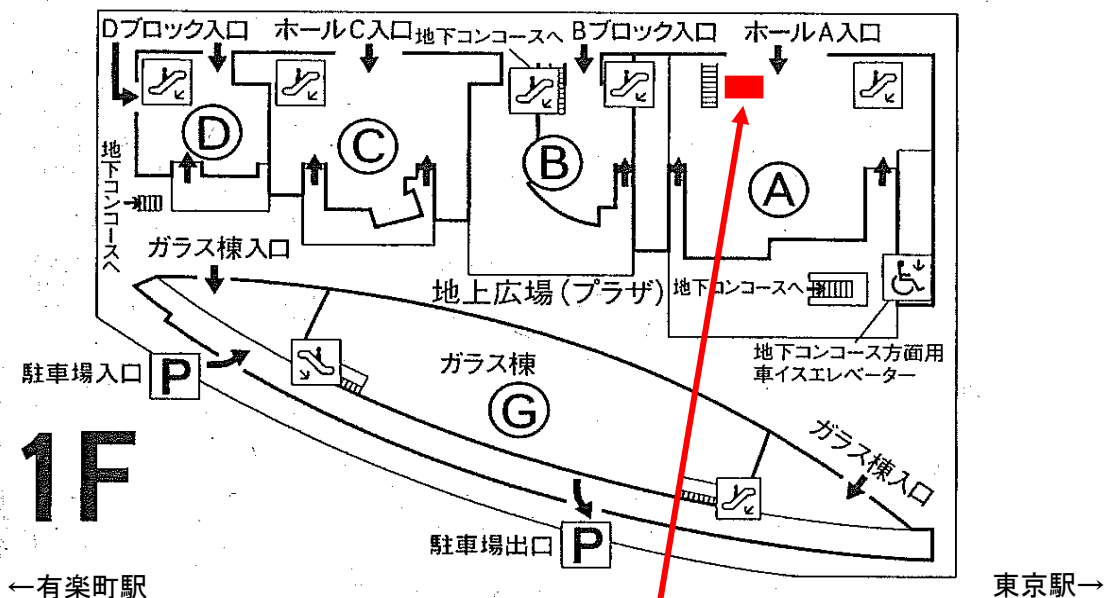 Dブロック入口
ホールC入口
地下コンコースへ
Bブロック入口
ホールA入口
D
C
B
A
地下コンコースへ
ガラス棟入口
地上広場(プラザ)
地下コンコースへ
地下コンコース方面用
車イスエレベーター
駐車場入口
P
ガラス棟
G
ガラス棟入口
1F
駐車場出口
P
←有楽町駅
東京駅→